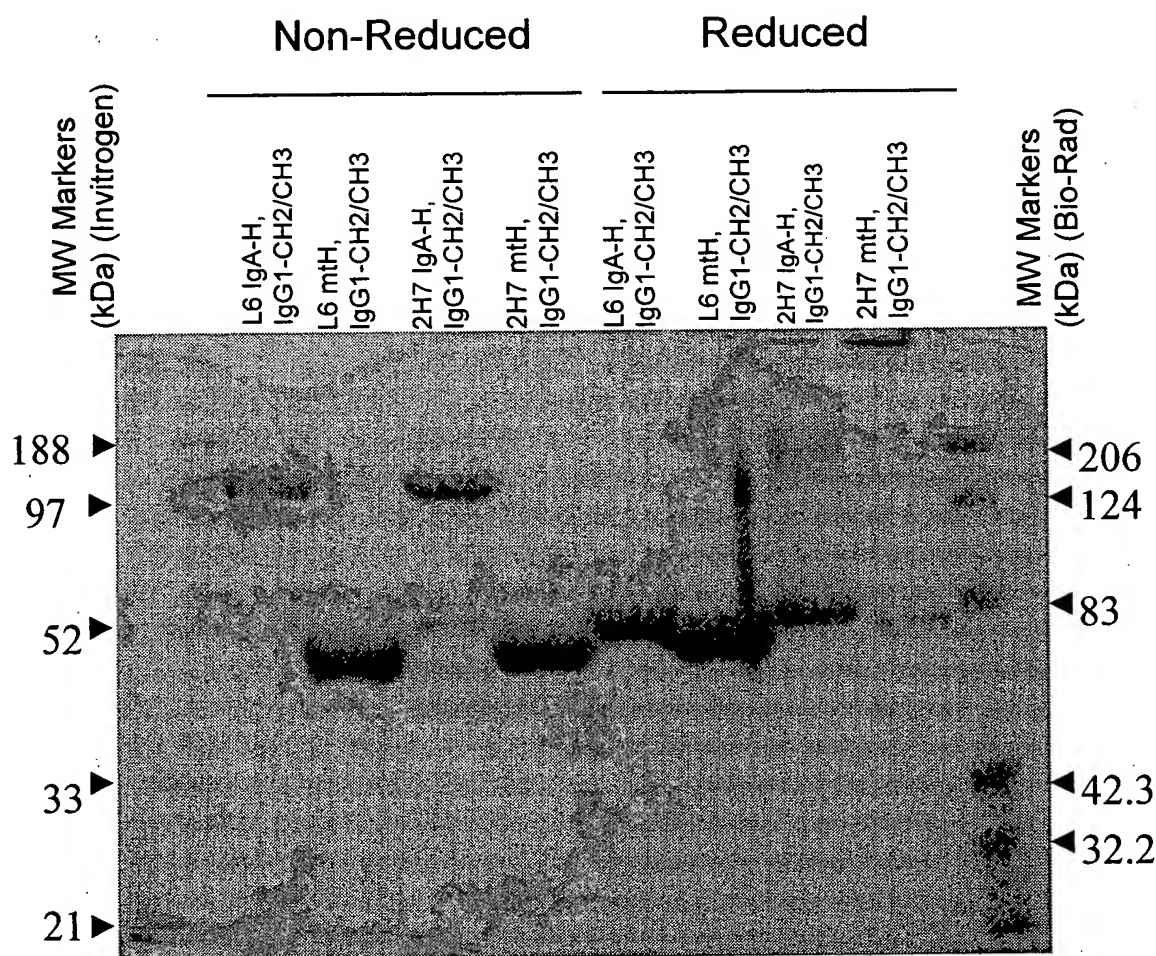 Non-Reduced
Reduced
MW Markers
(kDa) (Invitrogen)
L6 IgA-H,
IgG1-CH2/CH3
L6 mtH,
IgG1-CH2/CH3
2H7 IgA-H,
IgG1-CH2/CH3
2H7 mtH,
IgG1-CH2/CH3
L6 IgA-H,
IgG1-CH2/CH3
L6 mtH,
IgG1-CH2/CH3
2H7 IgA-H,
IgG1-CH2/CH3
2H7 mtH,
IgG1-CH2/CH3
MW Markers
(kDa) (Bio-Rad)
188
97
52
33
21
206
124
83
42.3
32.2